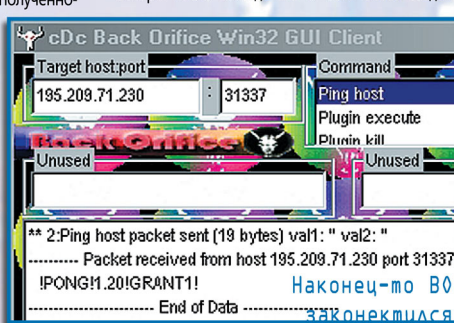 полученно-
cDc Back Orifice Win32 GUI Client
Target host:port
Command
195.209.71.230 : 31337
Ping host
Plugin execute
Plugin kill
Back Orifice
Unused
Unused
** 2:Ping host packet sent (19 bytes) val1: '' val2: ''
---------- Packet received from host 195.209.71.230 port 31337
!PONG!1.20!GRANT1!
Наконец-то BO
---------------------- End of Data ----------------------
законектился